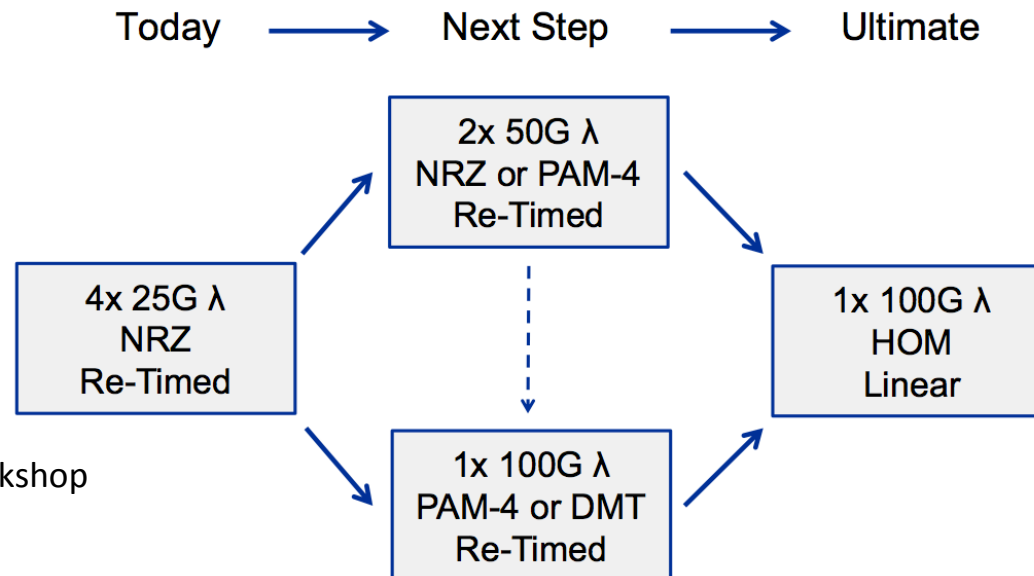 Today
Next Step
Ultimate
2x 50G λ
NRZ or PAM-4
Re-Timed
4x 25G λ
NRZ
Re-Timed
1x 100G λ
HOM
Linear
1x 100G λ
PAM-4 or DMT
Re-Timed